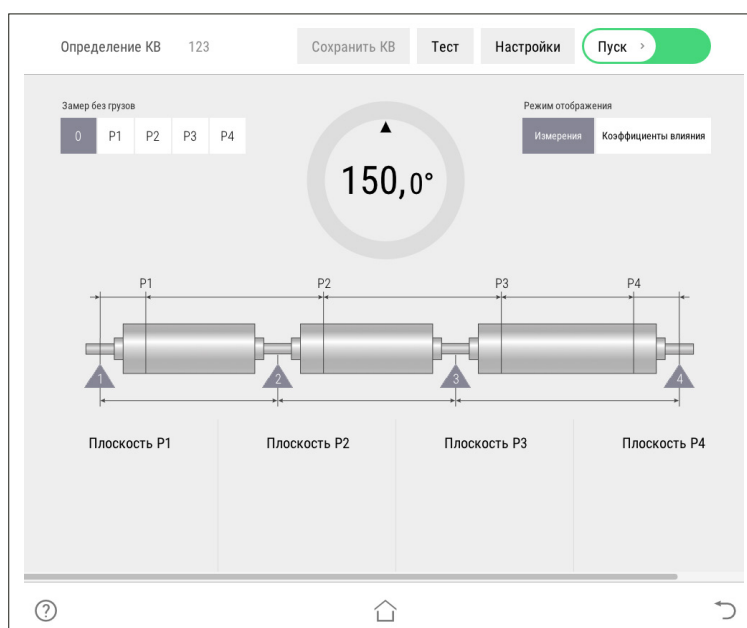 Определение КВ 123 Сохранить КВ Тест Настройки Пуск >
Замер без грузов
0 P1 P2 P3 P4
Режим отображения
Измерения Коэффициенты влияния
150,0°
P1 P2 P3 P4
1 2 3 4
Плоскость P1 Плоскость P2 Плоскость P3 Плоскость P4
?